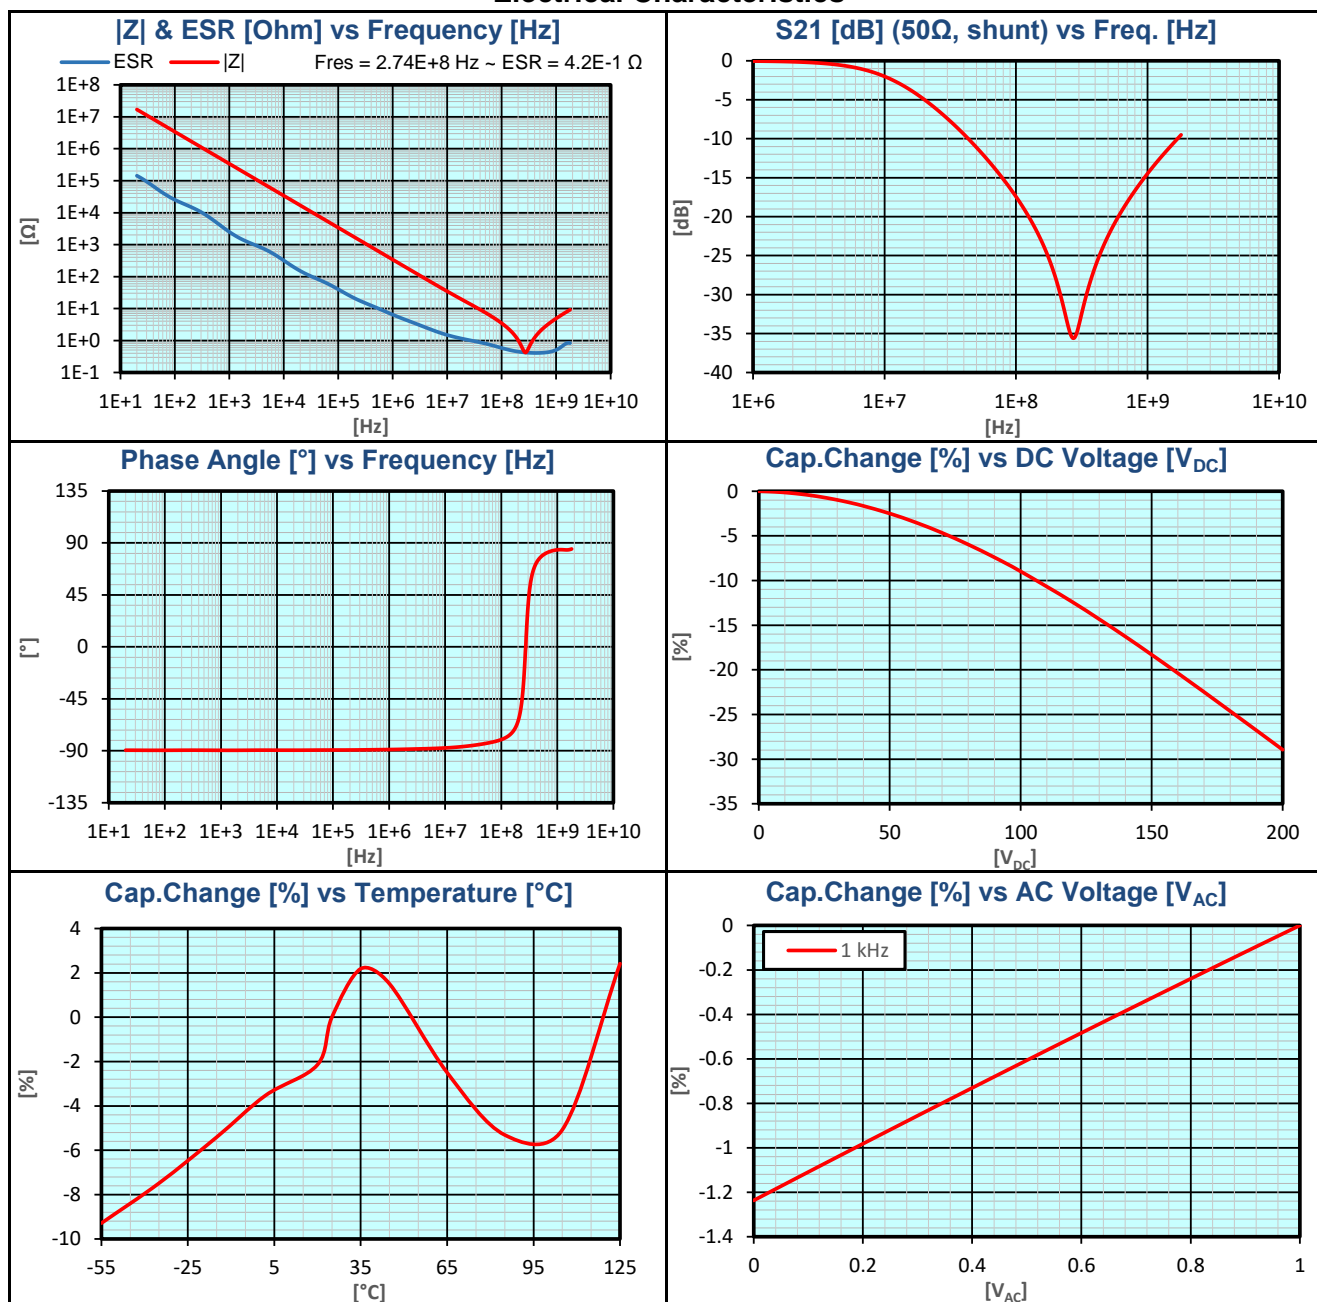 |Z| & ESR [Ohm] vs Frequency [Hz]
ESR |Z| Fres = 2.74E+8 Hz ~ ESR = 4.2E-1 Ω
1E+8
1E+7
1E+6
1E+5
1E+4
1E+3
1E+2
1E+1
1E+0
1E-1
[Ω]
1E+1 1E+2 1E+3 1E+4 1E+5 1E+6 1E+7 1E+8 1E+9 1E+10
[Hz]
S21 [dB] (50Ω, shunt) vs Freq. [Hz]
0
-5
-10
-15
-20
-25
-30
-35
-40
[dB]
1E+6 1E+7 1E+8 1E+9 1E+10
[Hz]
Phase Angle [°] vs Frequency [Hz]
135
90
45
0
-45
-90
-135
[°]
1E+1 1E+2 1E+3 1E+4 1E+5 1E+6 1E+7 1E+8 1E+9 1E+10
[Hz]
Cap.Change [%] vs DC Voltage [VDC]
0
-5
-10
-15
-20
-25
-30
-35
[%]
0 50 100 150 200
[VDC]
Cap.Change [%] vs Temperature [°C]
4
2
0
-2
-4
-6
-8
-10
[%]
-55 -25 5 35 65 95 125
[°C]
Cap.Change [%] vs AC Voltage [VAC]
1 kHz
0
-0.2
-0.4
-0.6
-0.8
-1
-1.2
-1.4
[%]
0 0.2 0.4 0.6 0.8 1
[VAC]